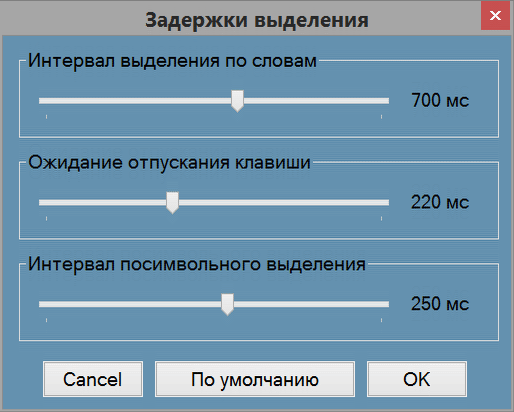 Задержки выделения
Интервал выделения по словам
700 мс
Ожидание отпускания клавиши
220 мс
Интервал посимвольного выделения
250 мс
Cancel По умолчанию OK